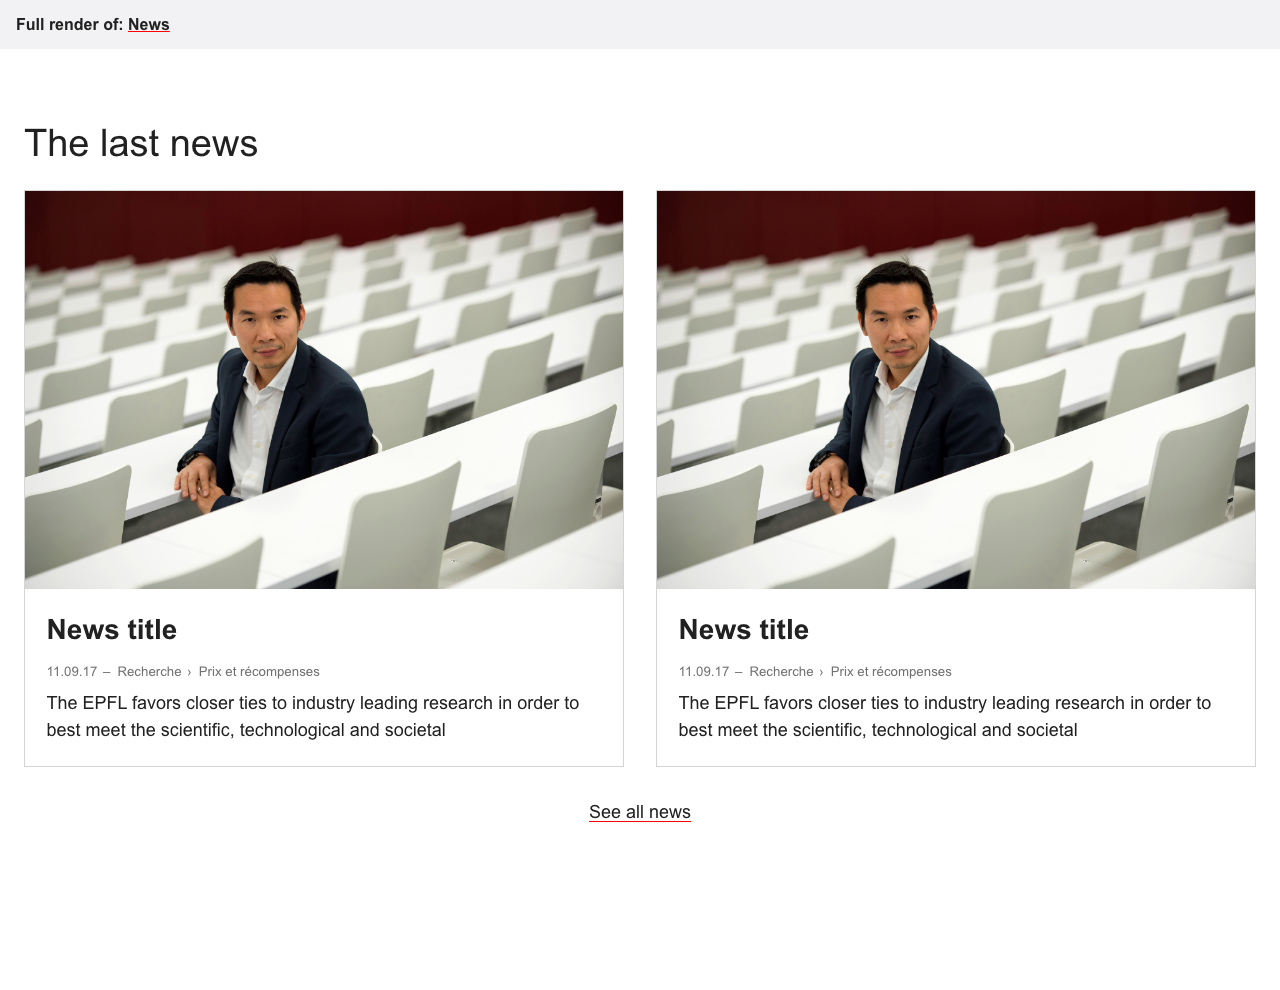 Full render of: News
The last news
News title
11.09.17 – Recherche › Prix et récompenses
The EPFL favors closer ties to industry leading research in order to
best meet the scientific, technological and societal
News title
11.09.17 – Recherche › Prix et récompenses
The EPFL favors closer ties to industry leading research in order to
best meet the scientific, technological and societal
See all news